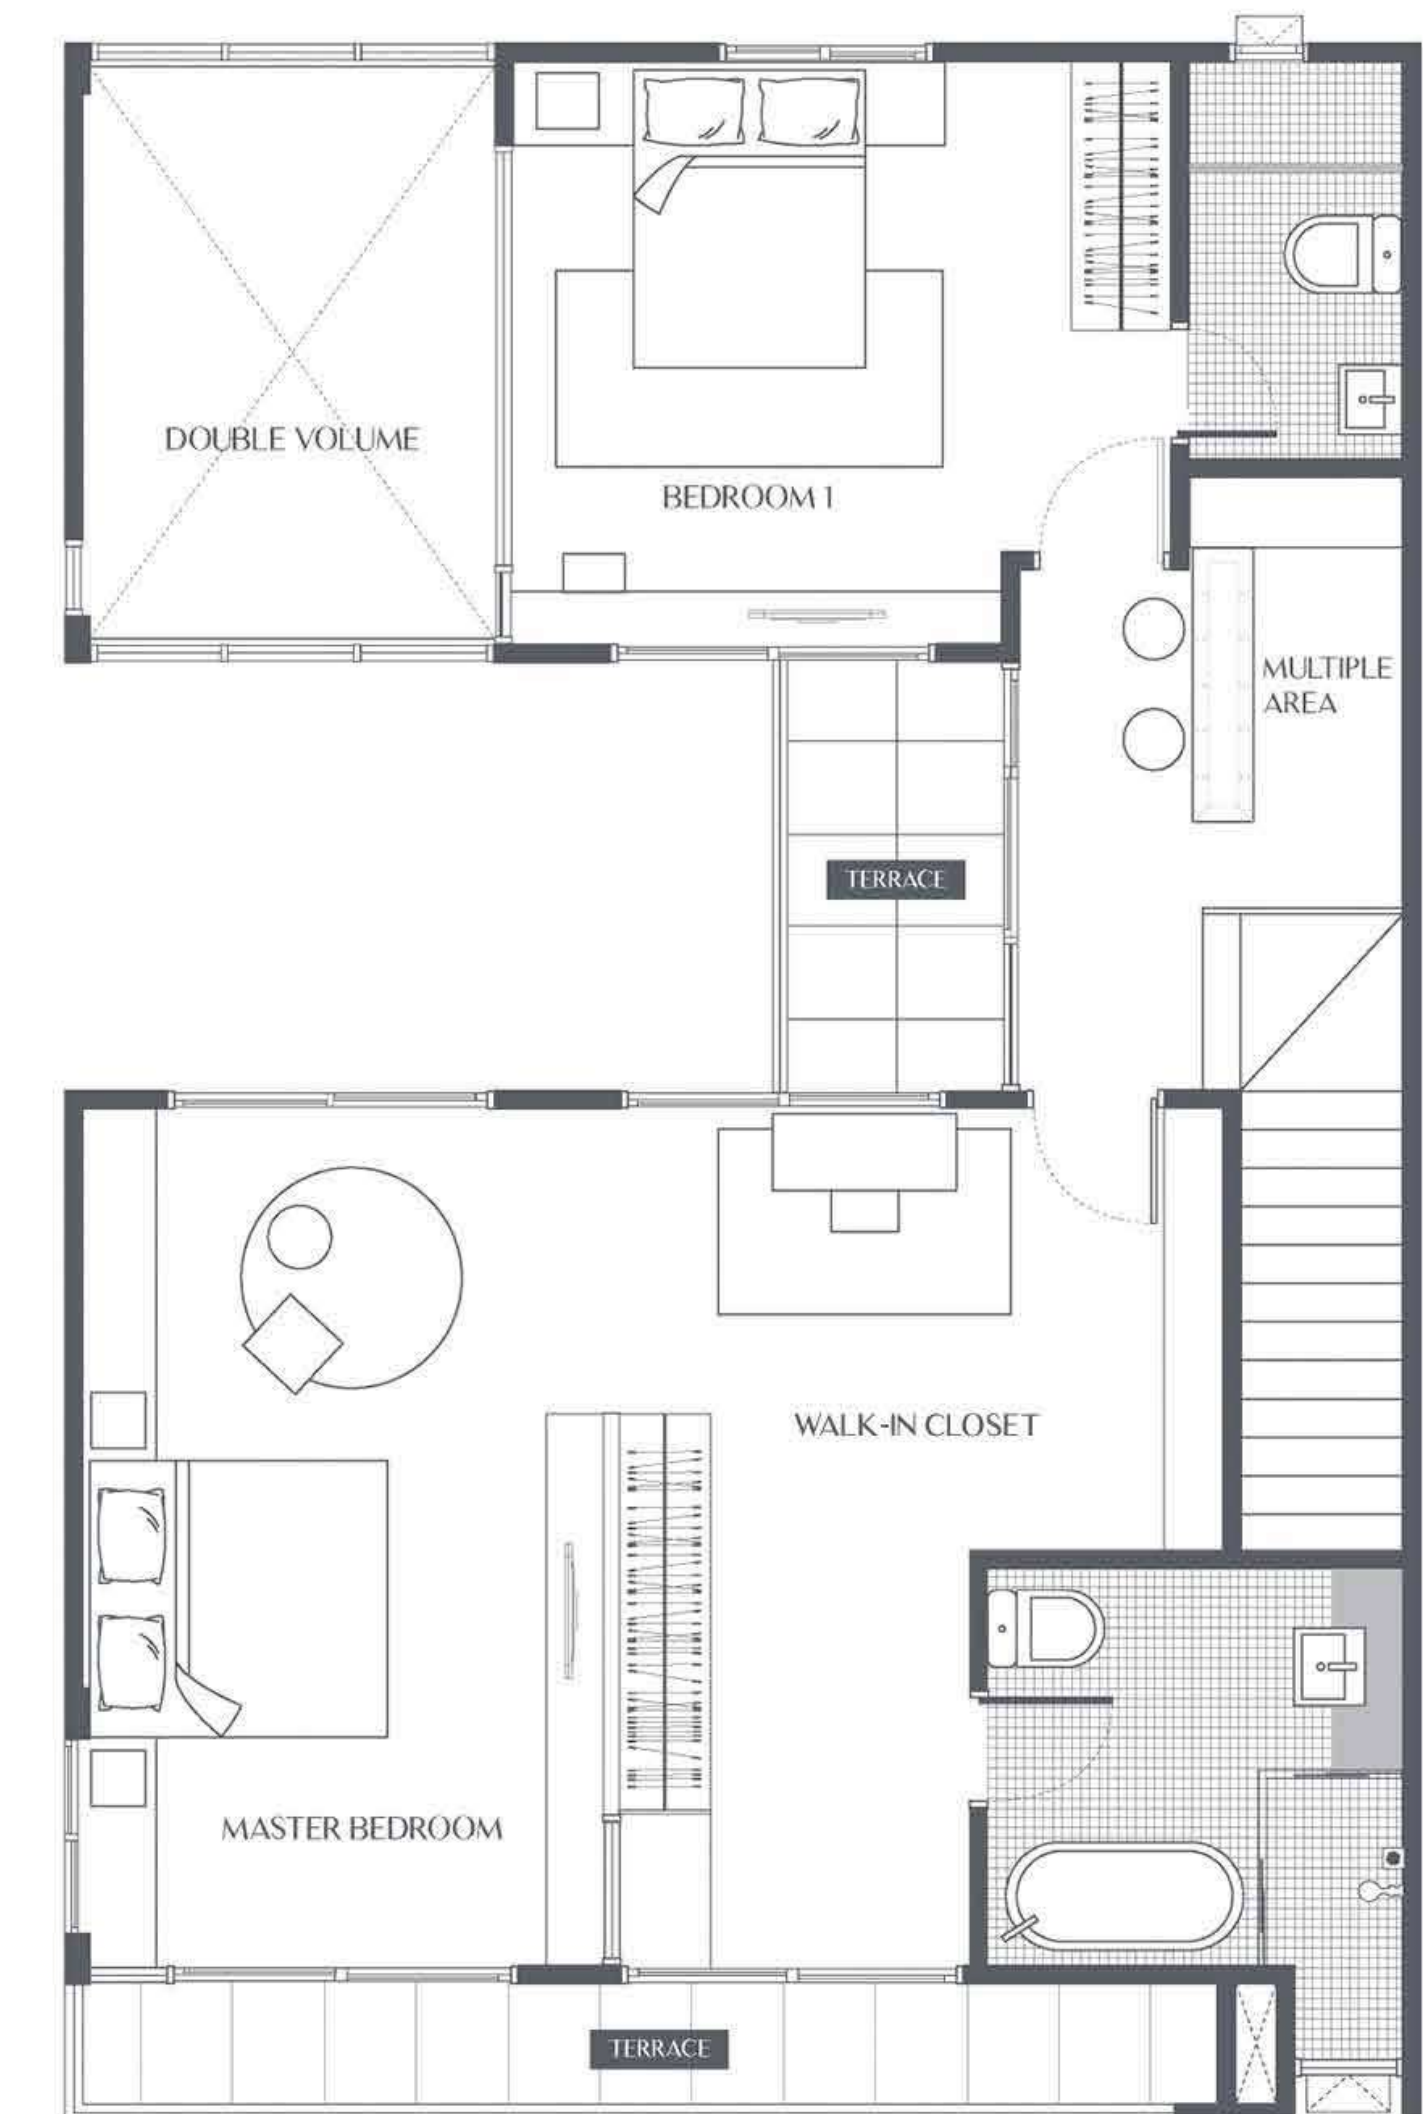 DOUBLE VOLUME
BEDROOM 1
MULTIPLE
AREA
TERRACE
WALK-IN CLOSET
MASTER BEDROOM
TERRACE